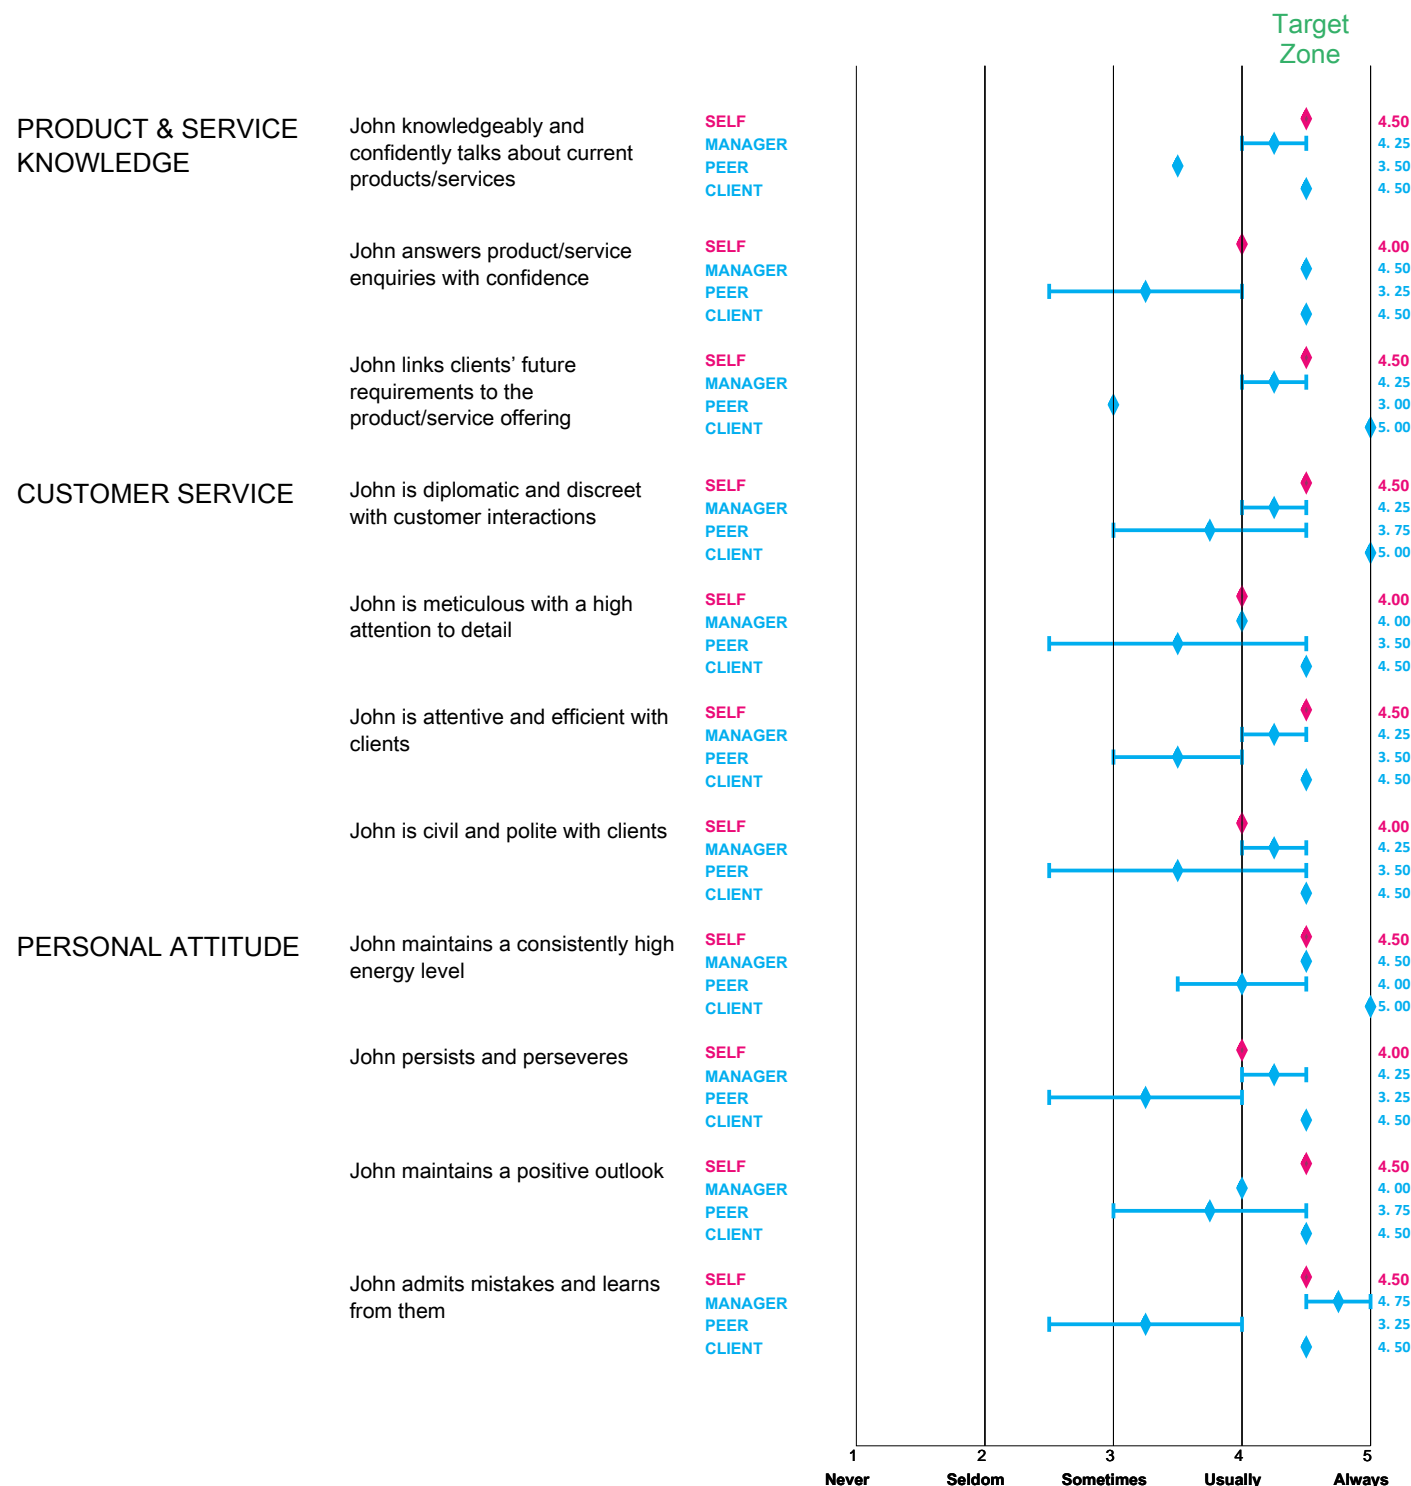 Target
Zone
PRODUCT & SERVICE
KNOWLEDGE
John knowledgeably and
confidently talks about current
products/services
SELF 4.50
MANAGER 4. 25
PEER 3. 50
CLIENT 4. 50
John answers product/service
enquiries with confidence
SELF 4.00
MANAGER 4. 50
PEER 3. 25
CLIENT 4. 50
John links clients’ future
requirements to the
product/service offering
SELF 4.50
MANAGER 4. 25
PEER 3. 00
CLIENT 5. 00
CUSTOMER SERVICE
John is diplomatic and discreet
with customer interactions
SELF 4.50
MANAGER 4. 25
PEER 3. 75
CLIENT 5. 00
John is meticulous with a high
attention to detail
SELF 4.00
MANAGER 4. 00
PEER 3. 50
CLIENT 4. 50
John is attentive and efficient with
clients
SELF 4.50
MANAGER 4. 25
PEER 3. 50
CLIENT 4. 50
John is civil and polite with clients
SELF 4.00
MANAGER 4. 25
PEER 3. 50
CLIENT 4. 50
PERSONAL ATTITUDE
John maintains a consistently high
energy level
SELF 4.50
MANAGER 4. 50
PEER 4. 00
CLIENT 5. 00
John persists and perseveres
SELF 4.00
MANAGER 4. 25
PEER 3. 25
CLIENT 4. 50
John maintains a positive outlook
SELF 4.50
MANAGER 4. 00
PEER 3. 75
CLIENT 4. 50
John admits mistakes and learns
from them
SELF 4.50
MANAGER 4. 75
PEER 3. 25
CLIENT 4. 50
1 2 3 4 5
Never Seldom Sometimes Usually Always